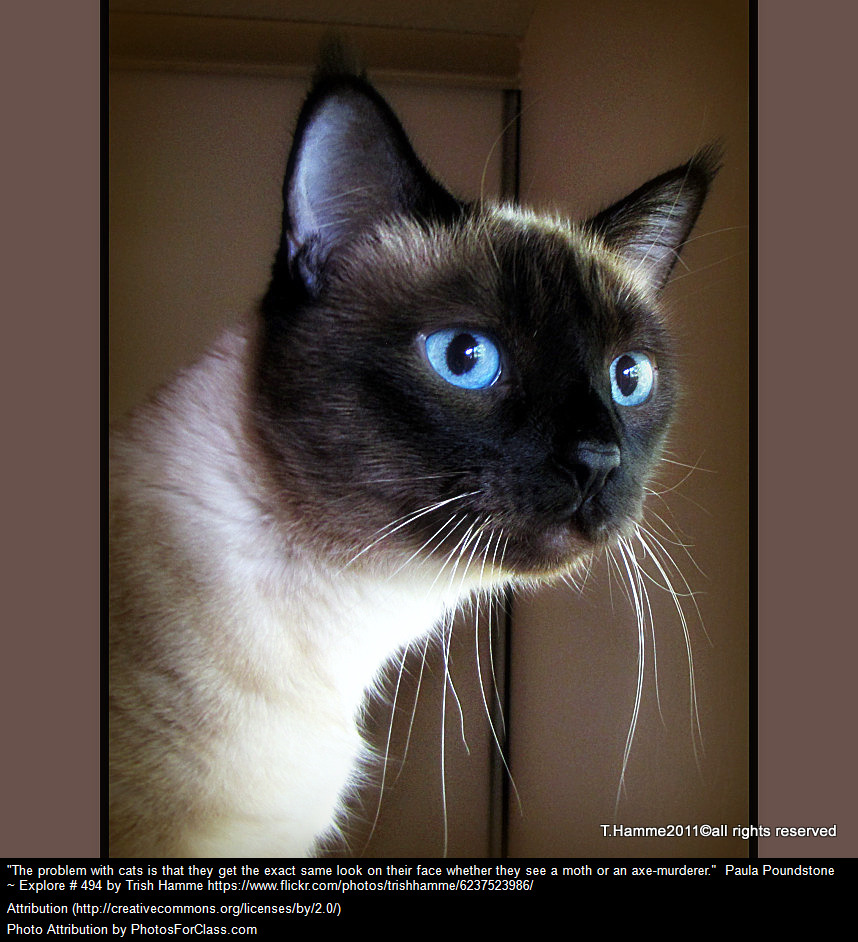 T.Hamme2011©all rights reserved
"The problem with cats is that they get the exact same look on their face whether they see a moth or an axe-murderer."  Paula Poundstone
~ Explore # 494 by Trish Hamme https://www.flickr.com/photos/trishhamme/6237523986/
Attribution (http://creativecommons.org/licenses/by/2.0/)
Photo Attribution by PhotosForClass.com